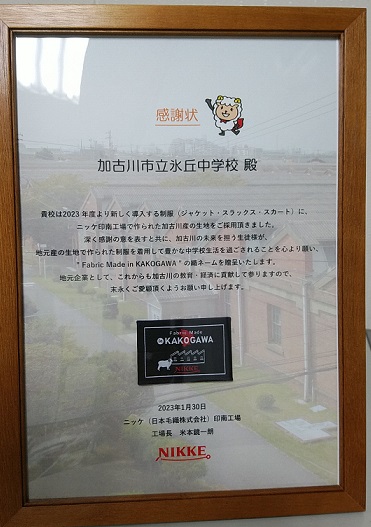 感謝状
加古川市立氷丘中学校 殿
貴校は2023 年度より新しく導入する制服（ジャケット・スラックス・スカート）に、
ニッケ印南工場で作られた加古川産の生地をご採用頂きました。
深く感謝の意を表すと共に、加古川の未来を担う生徒様が、
地元産の生地で作られた制服を着用して豊かな中学校生活を過ごされることを心より願い、
" Fabric Made in KAKOGAWA " の織ネームを贈呈いたします。
地元企業として、これからも加古川の教育・経済に貢献して参りますので、
末永くご愛顧頂くようお願い申し上げます。
Fabric Made
in KAKOGAWA
NIKKE
2023年1月30日
ニッケ（日本毛織株式会社）印南工場
工場長　米本鏡一朗
NIKKE